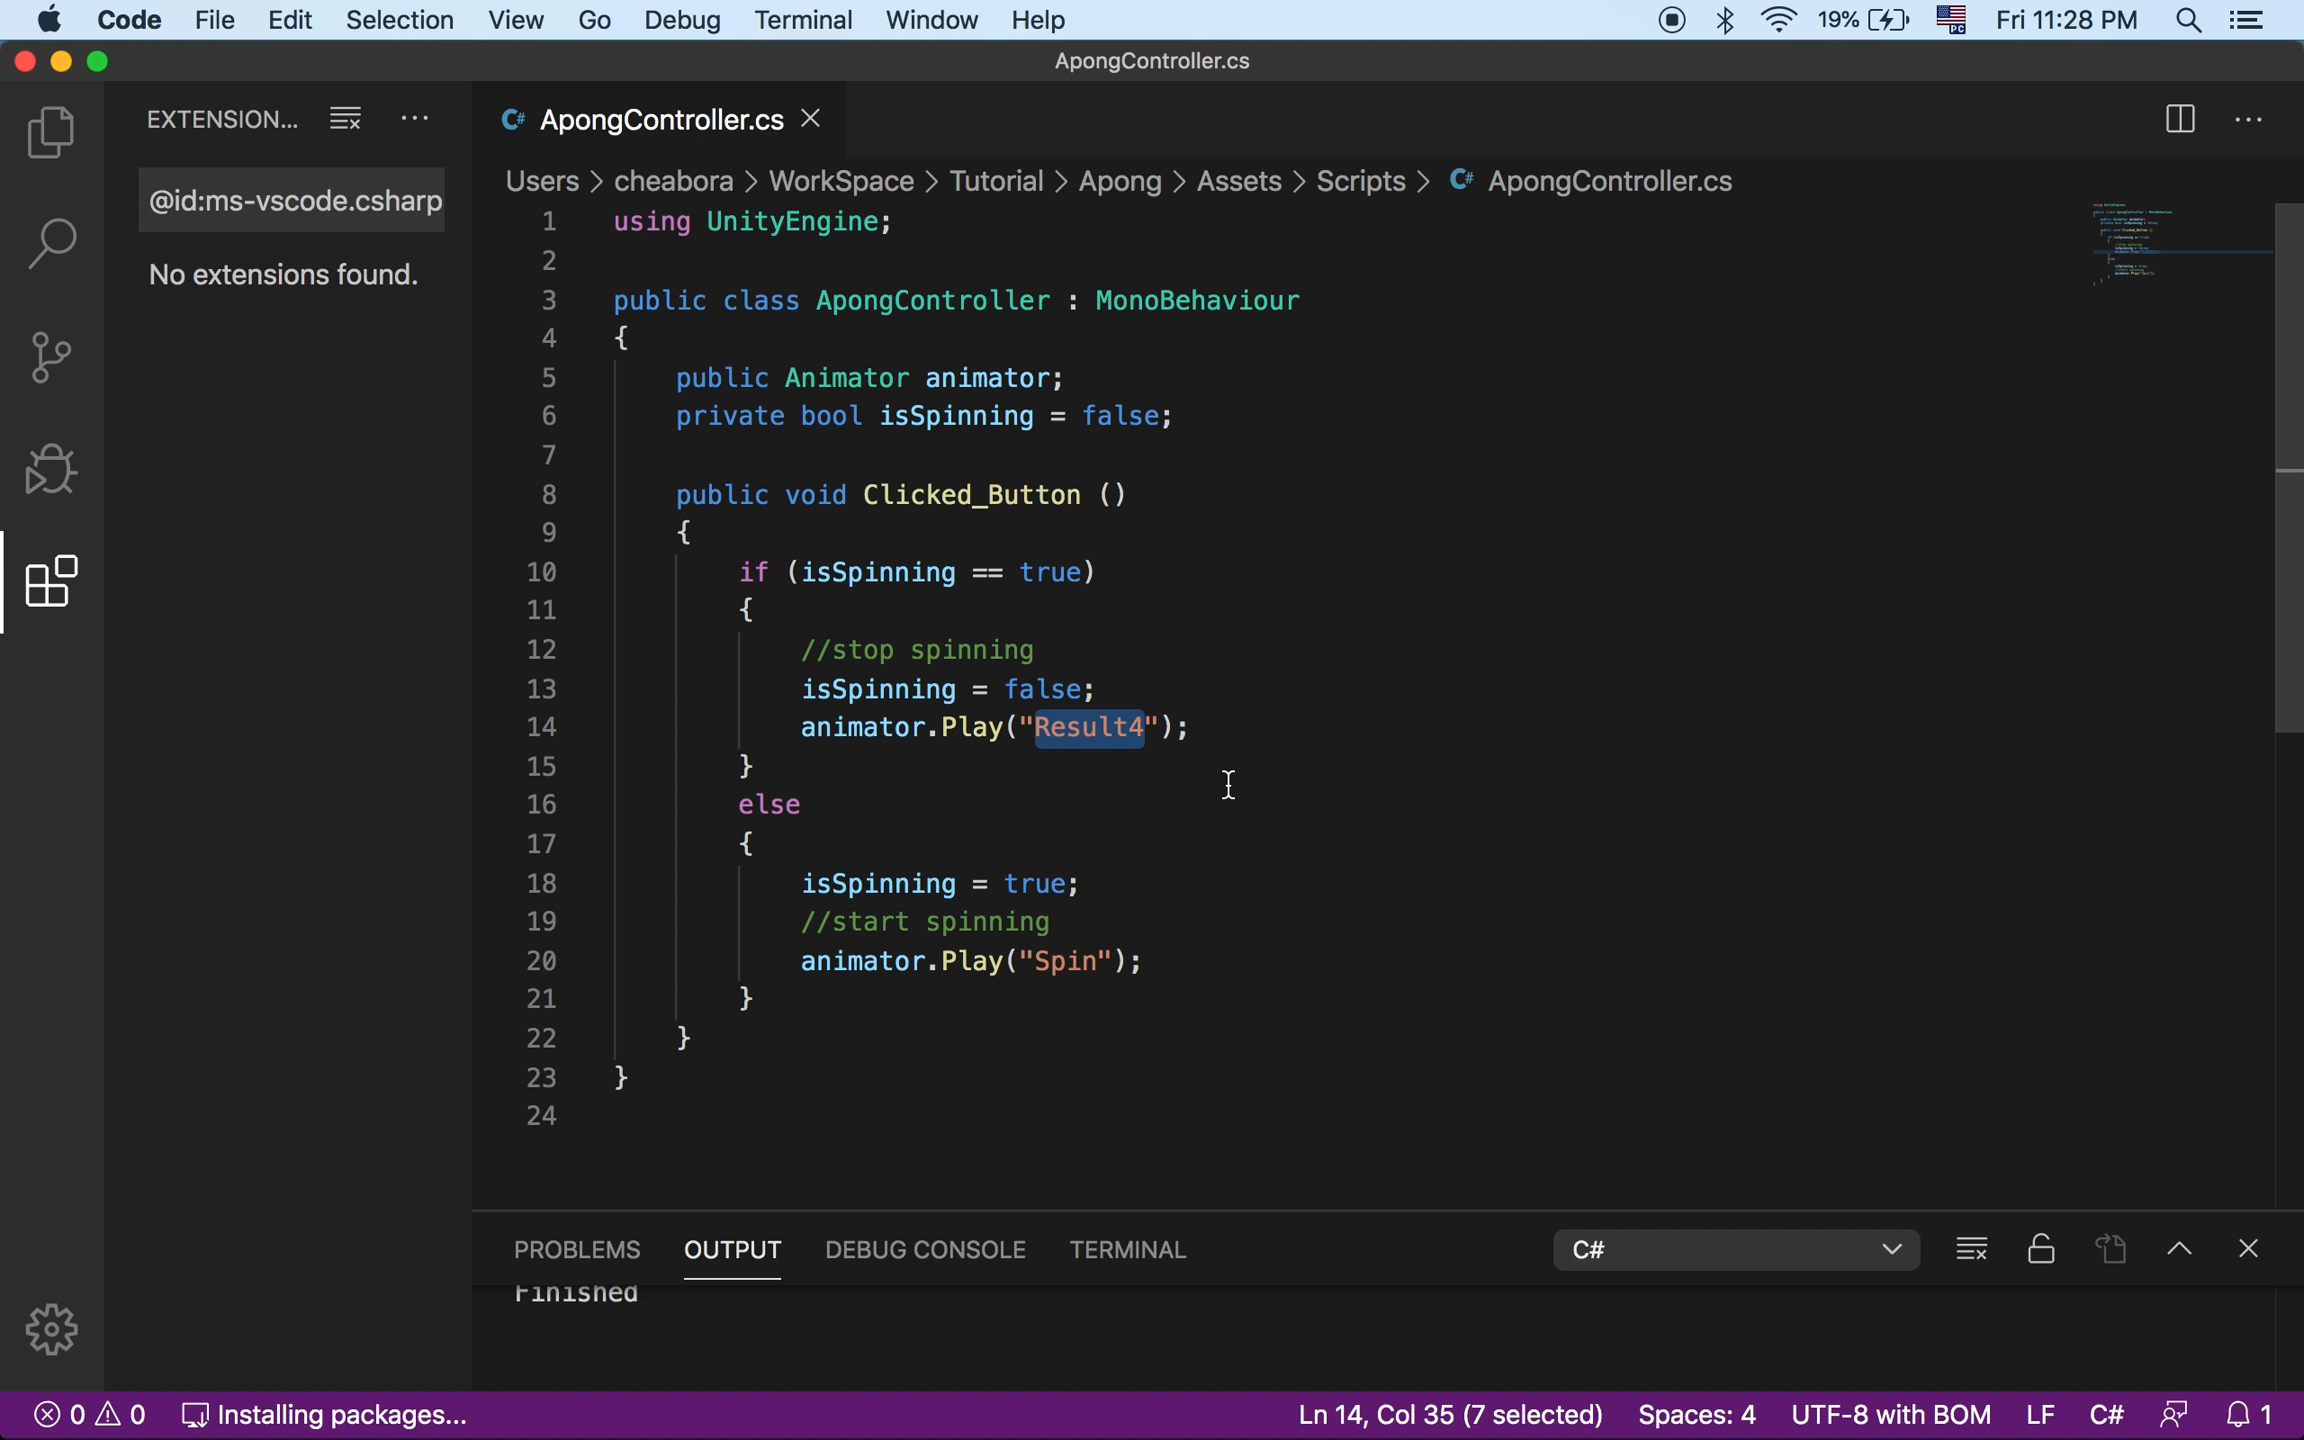 Code File Edit Selection View Go Debug Terminal Window Help 19% PC Fri 11:28 PM
ApongController.cs
EXTENSION...
@id:ms-vscode.csharp
No extensions found.
C# ApongController.cs
Users > cheabora > WorkSpace > Tutorial > Apong > Assets > Scripts > C# ApongController.cs
1 using UnityEngine;
2
3 public class ApongController : MonoBehaviour
4 {
5 public Animator animator;
6 private bool isSpinning = false;
7
8 public void Clicked_Button ()
9 {
10 if (isSpinning == true)
11 {
12 //stop spinning
13 isSpinning = false;
14 animator.Play("Result4");
15 }
16 else
17 {
18 isSpinning = true;
19 //start spinning
20 animator.Play("Spin");
21 }
22 }
23 }
24
PROBLEMS OUTPUT DEBUG CONSOLE TERMINAL C#
Finished
0 0 Installing packages... Ln 14, Col 35 (7 selected) Spaces: 4 UTF-8 with BOM LF C# 1